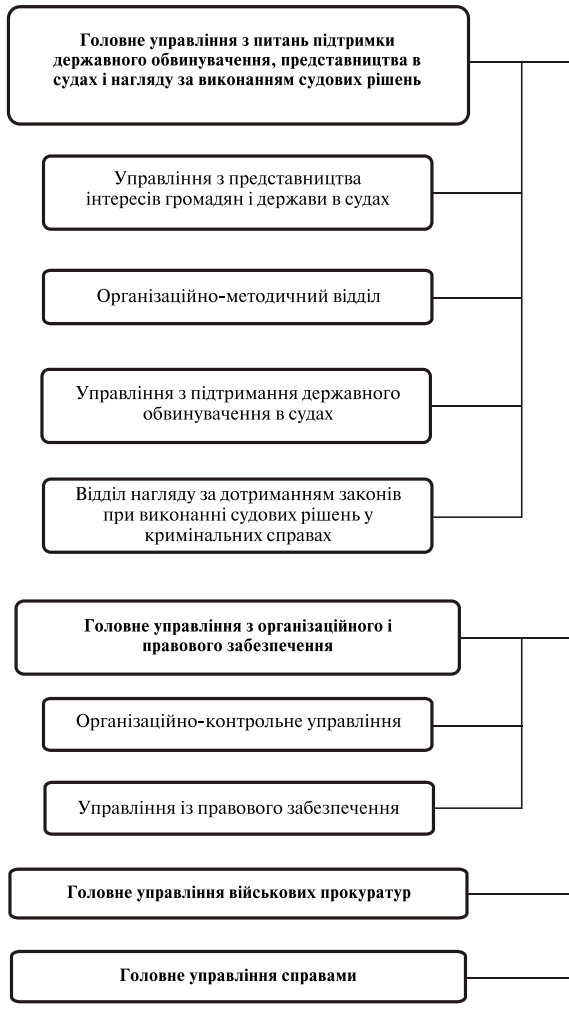 Головне управління з питань підтримки
державного обвинувачення, представництва в
судах і нагляду за виконанням судових рішень
Управління з представництва
інтересів громадян і держави в судах
Організаційно-методичний відділ
Управління з підтримання державного
обвинувачення в судах
Відділ нагляду за дотриманням законів
при виконанні судових рішень у
кримінальних справах
Головне управління з організаційного і
правового забезпечення
Організаційно-контрольне управління
Управління із правового забезпечення
Головне управління військових прокуратур
Головне управління справами